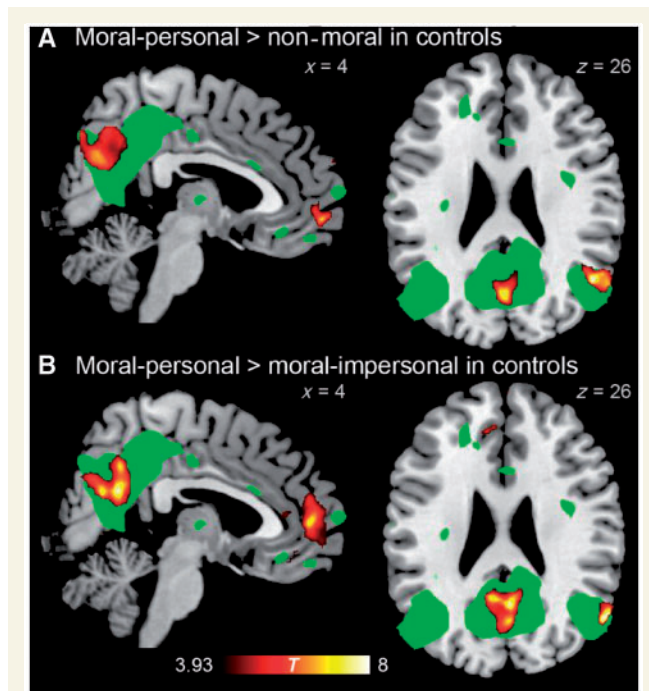 A Moral-personal > non-moral in controls
x = 4 z = 26
B Moral-personal > moral-impersonal in controls
x = 4 z = 26
3.93 T 8